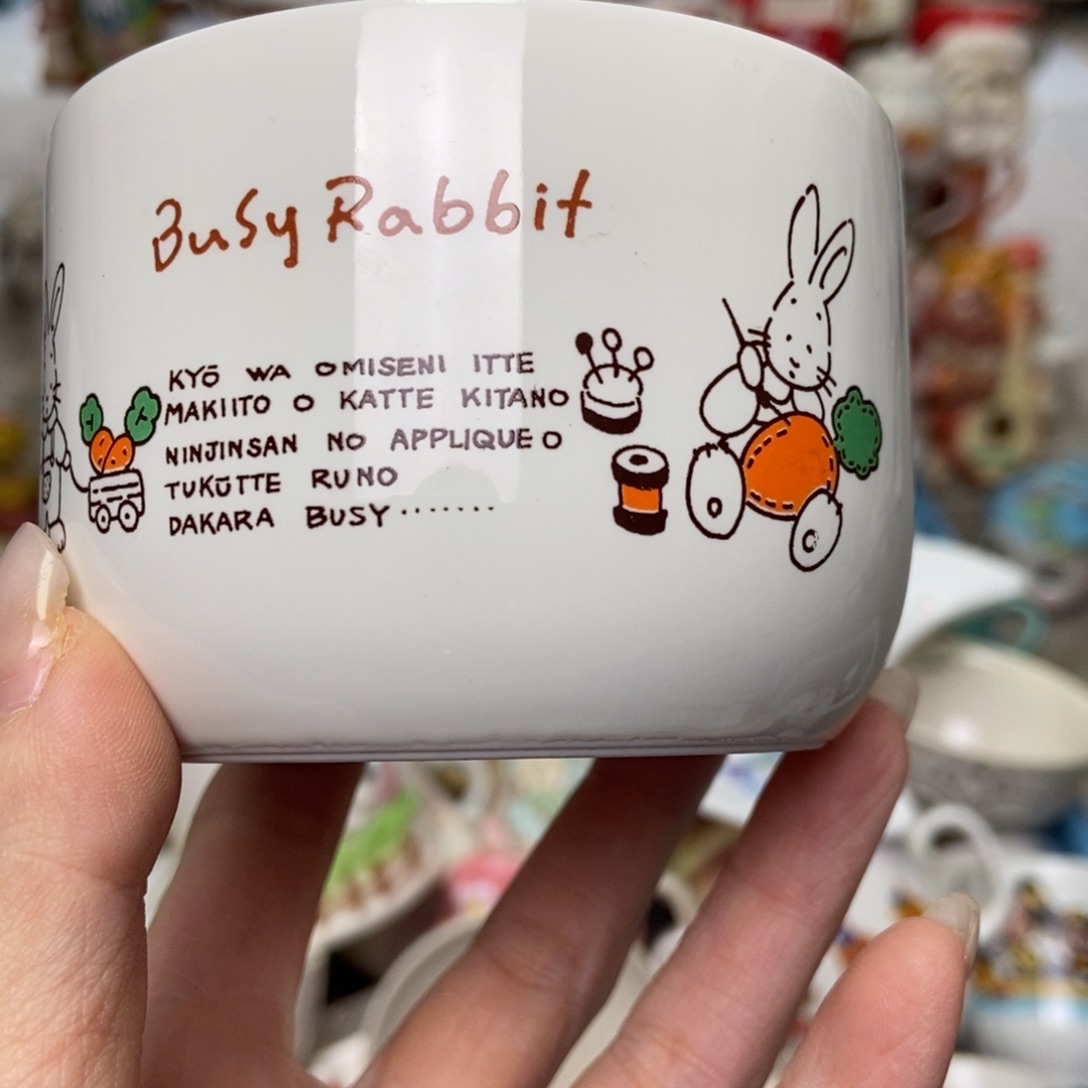 Busy Rabbit
KYŌ WA OMISENI ITTE
MAKIITO O KATTE KITANO
NINJINSAN NO APPLIQUE O
TUKŪTTE RUNO
DAKARA BUSY.......